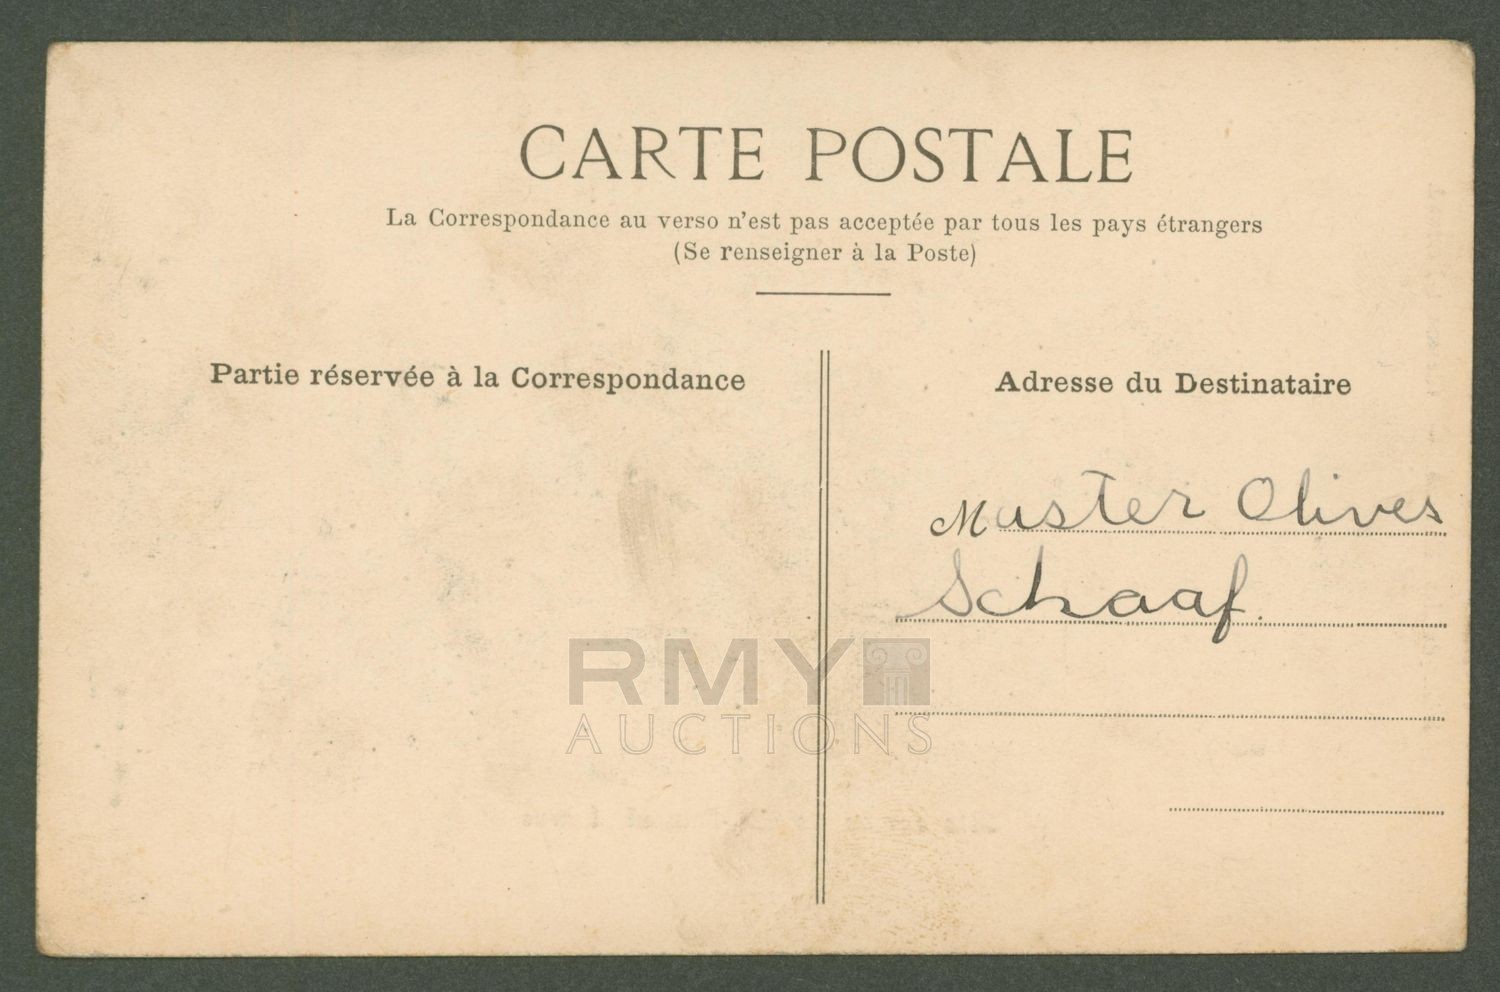 CARTE POSTALE
La Correspondance au verso n'est pas acceptée par tous les pays étrangers
(Se renseigner à la Poste)
Partie réservée à la Correspondance
Adresse du Destinataire
Master Olives
Schaaf.
RMY AUCTIONS